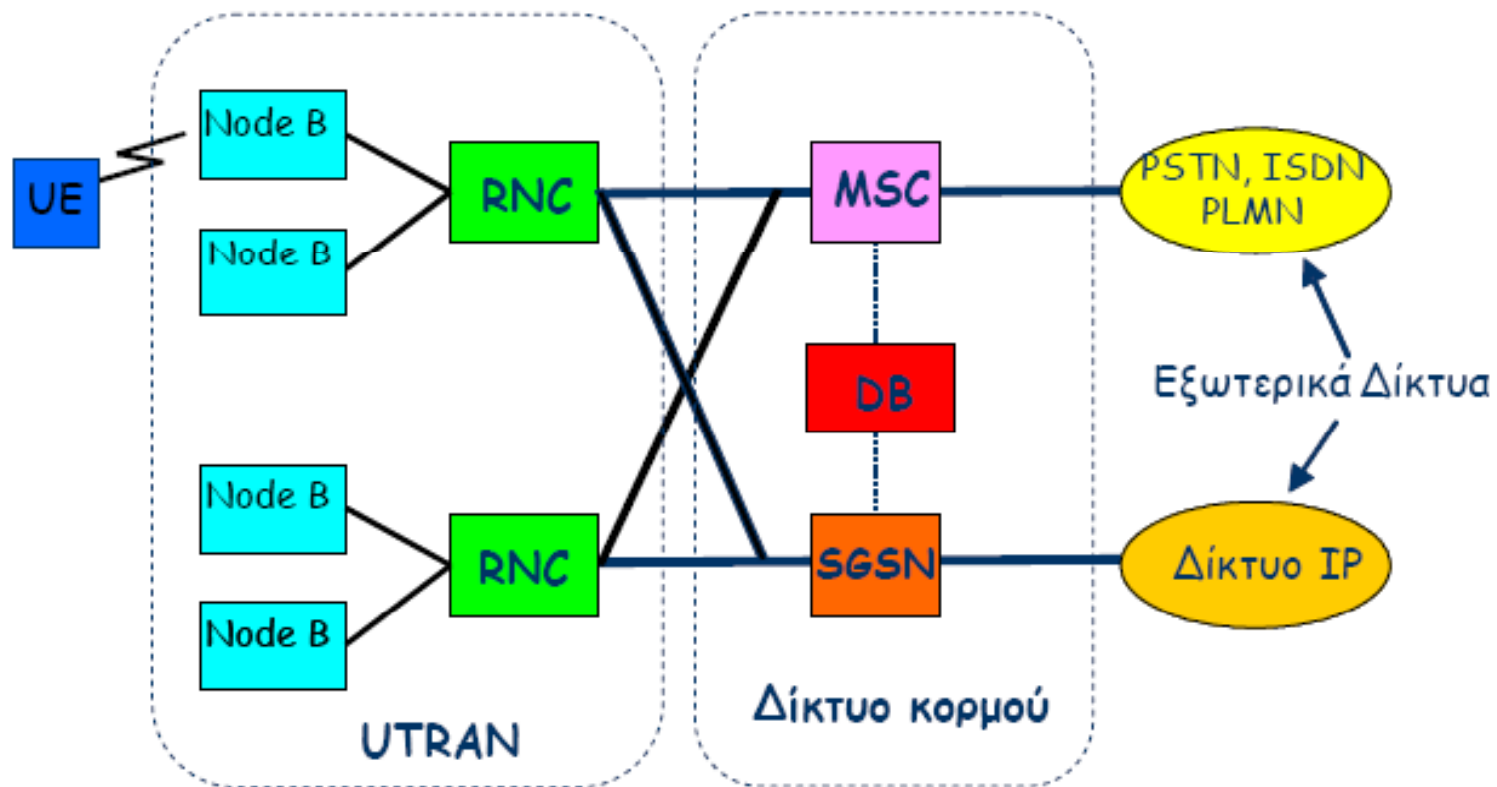 Node B
UE
RNC
MSC
PSTN, ISDN
PLMN
Node B
DB
Εξωτερικά Δίκτυα
Node B
RNC
SGSN
Δίκτυο IP
Node B
UTRAN
Δίκτυο κορμού